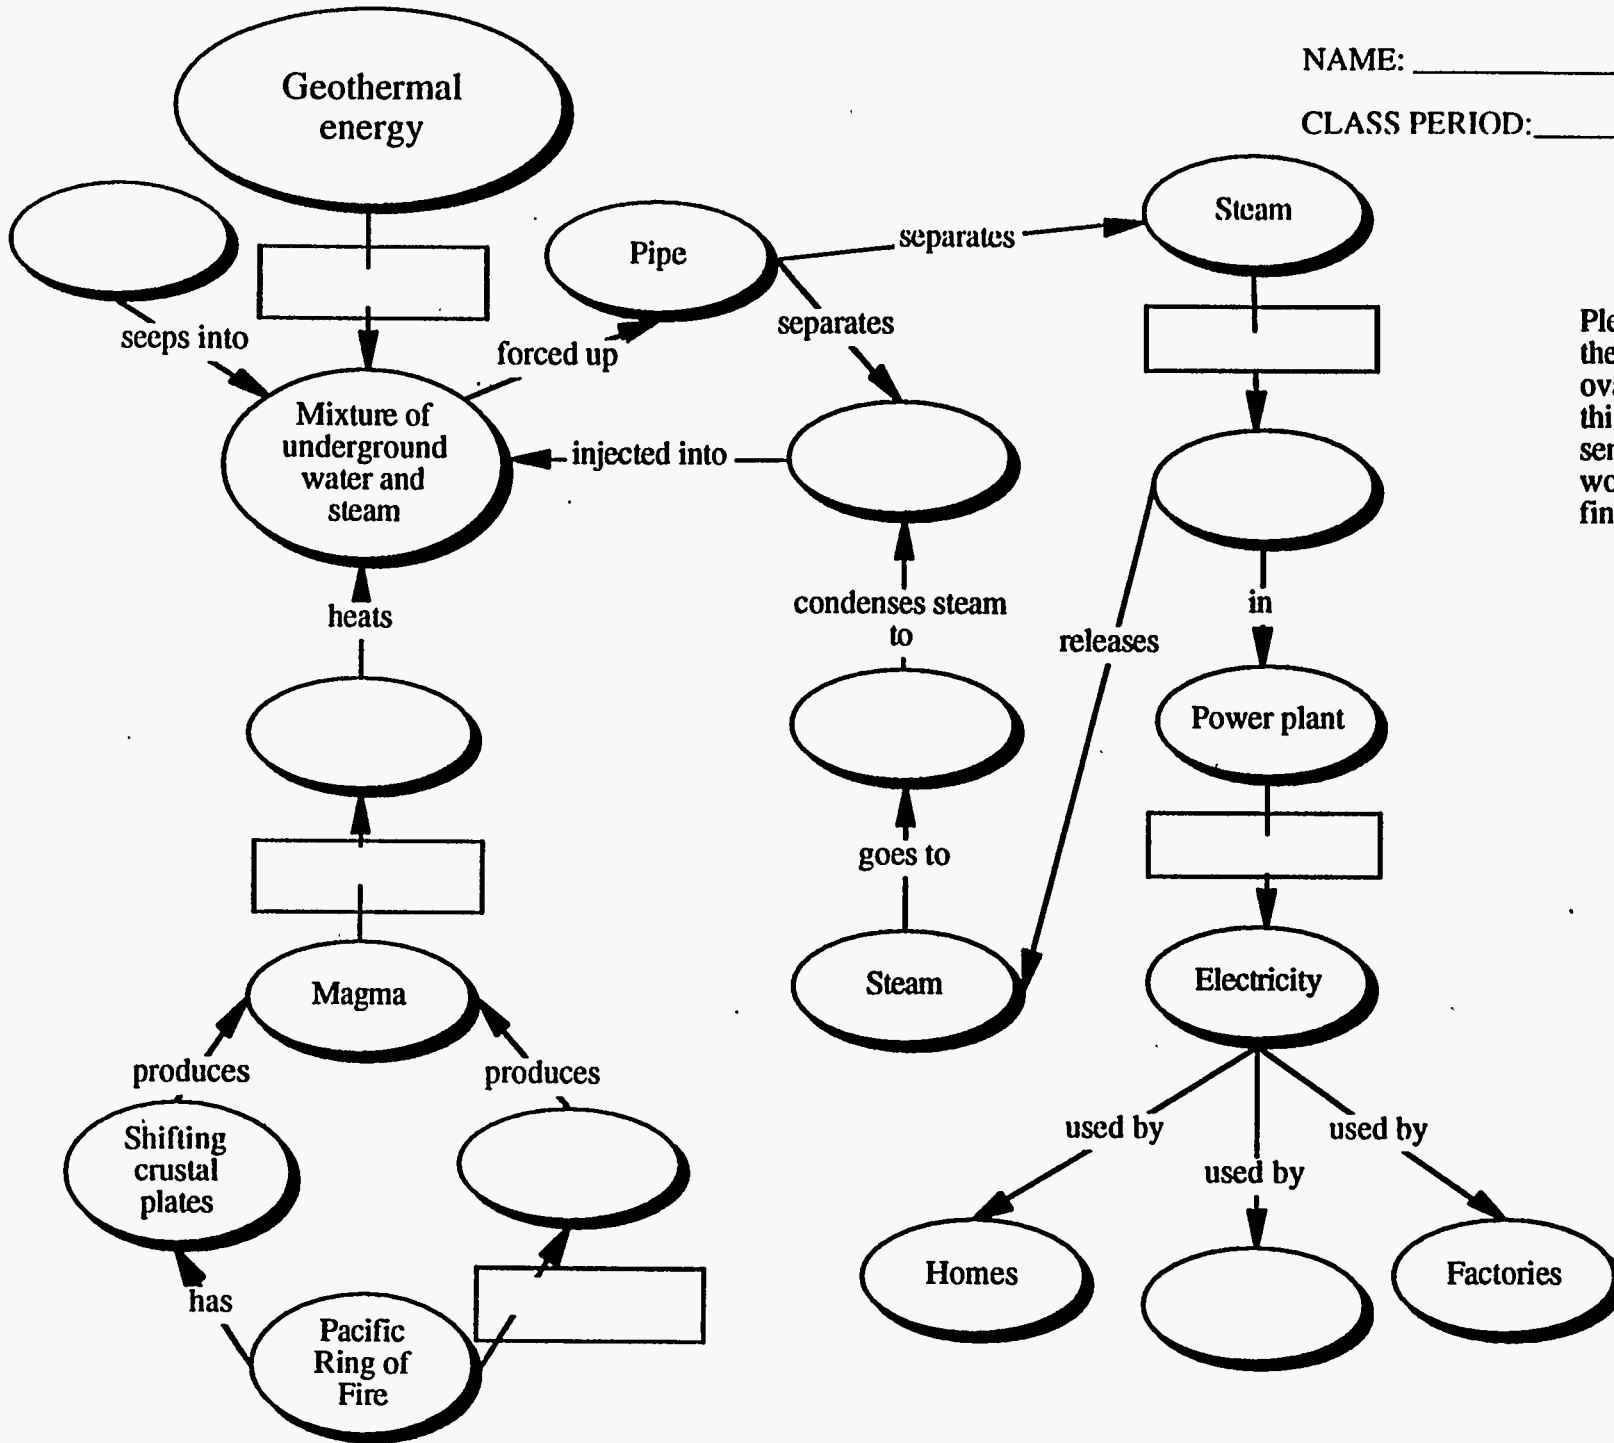 NAME:
CLASS PERIOD:
Geothermal
energy
Steam
Pipe
separates
seeps into
separates
forced up
Mixture of
underground
water and
steam
injected into
heats
condenses steam
to
in
releases
Power plant
goes to
Magma
Steam
Electricity
produces
produces
Shifting
crustal
plates
used by
used by
used by
has
Homes
Factories
Pacific
Ring of
Fire
the